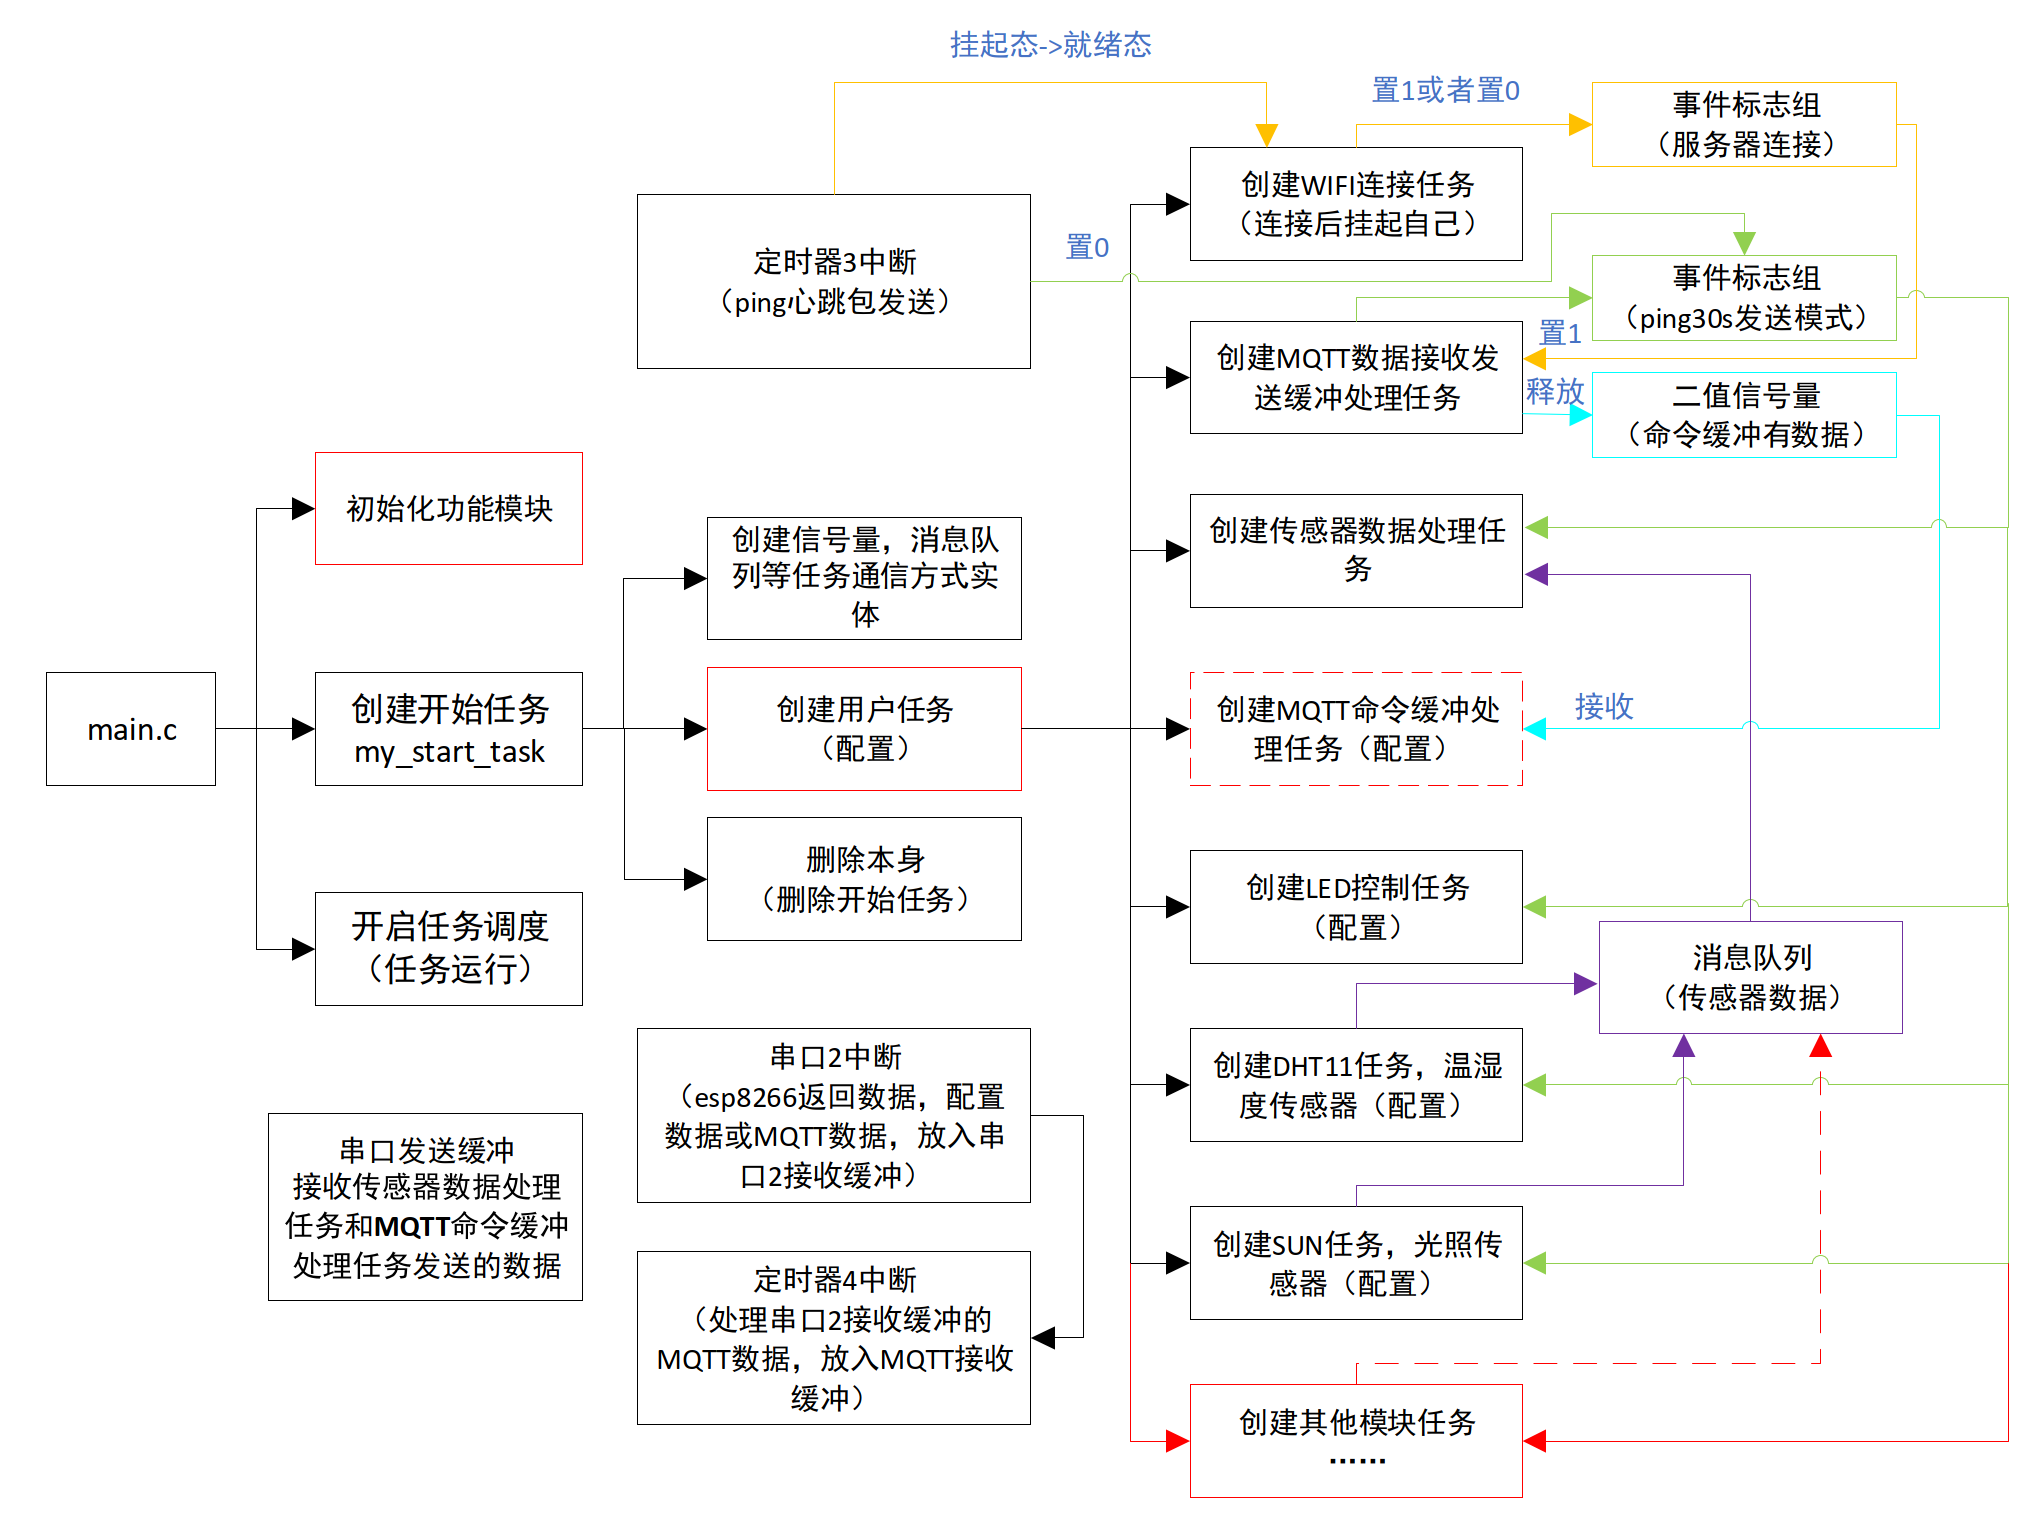 挂起态->就绪态
置1或者置0
事件标志组
（服务器连接）
创建WIFI连接任务
（连接后挂起自己）
定时器3中断
（ping心跳包发送）
置0
事件标志组
（ping30s发送模式）
置1
创建MQTT数据接收发
送缓冲处理任务
释放
二值信号量
（命令缓冲有数据）
初始化功能模块
创建信号量，消息队
列等任务通信方式实
体
创建传感器数据处理任
务
main.c
创建开始任务
my_start_task
创建用户任务
（配置）
创建MQTT命令缓冲处
理任务（配置）
接收
删除本身
（删除开始任务）
创建LED控制任务
（配置）
开启任务调度
（任务运行）
消息队列
（传感器数据）
串口2中断
（esp8266返回数据，配置
数据或MQTT数据，放入串
口2接收缓冲）
创建DHT11任务，温湿
度传感器（配置）
串口发送缓冲
接收传感器数据处理
任务和MQTT命令缓冲
处理任务发送的数据
创建SUN任务，光照传
感器（配置）
定时器4中断
（处理串口2接收缓冲的
MQTT数据，放入MQTT接收
缓冲）
创建其他模块任务
……